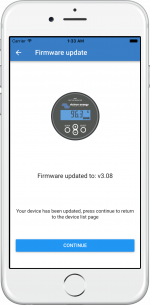 Carrier
1:33 AM
Firmware update
victron energy
Firmware updated to: v3.08
Your device has been updated, press continue to return
to the device list page
CONTINUE